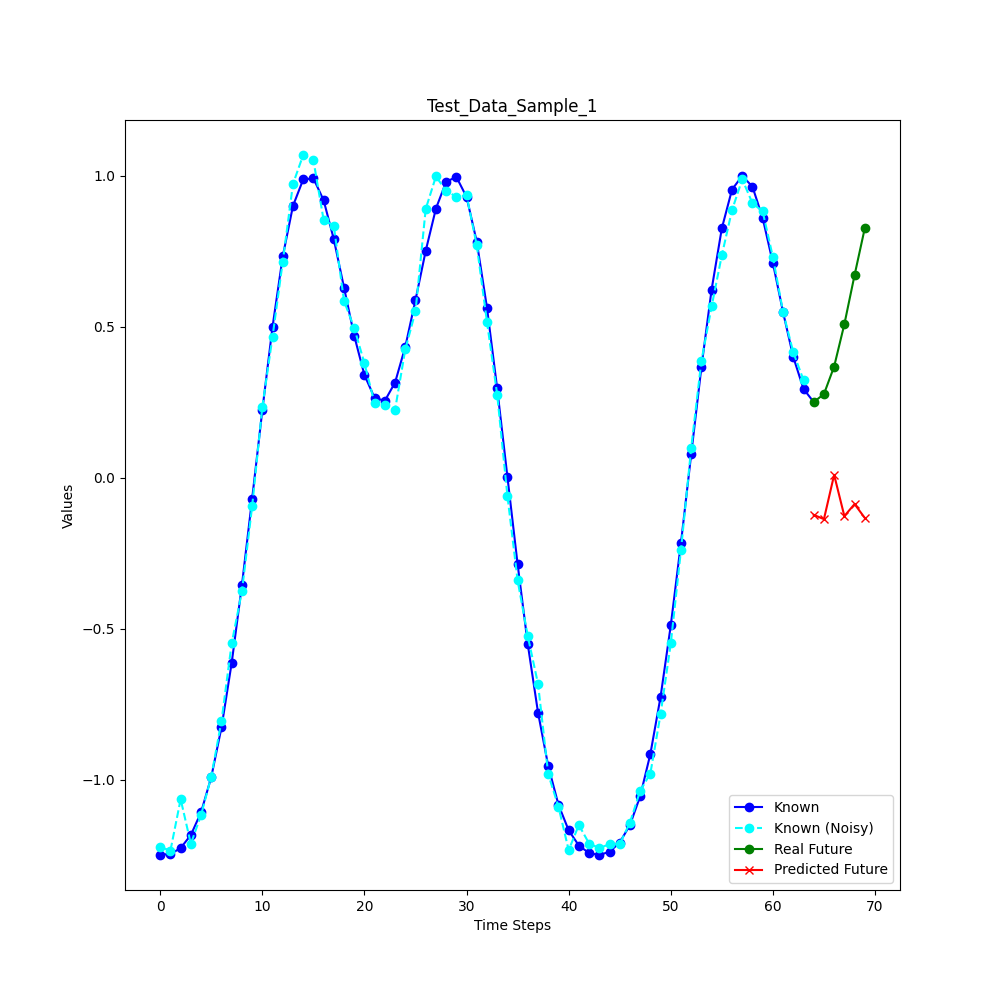 Test_Data_Sample_1
Values
1.0
0.5
0.0
−0.5
−1.0
0 10 20 30 40 50 60 70
Time Steps
Known
Known (Noisy)
Real Future
Predicted Future